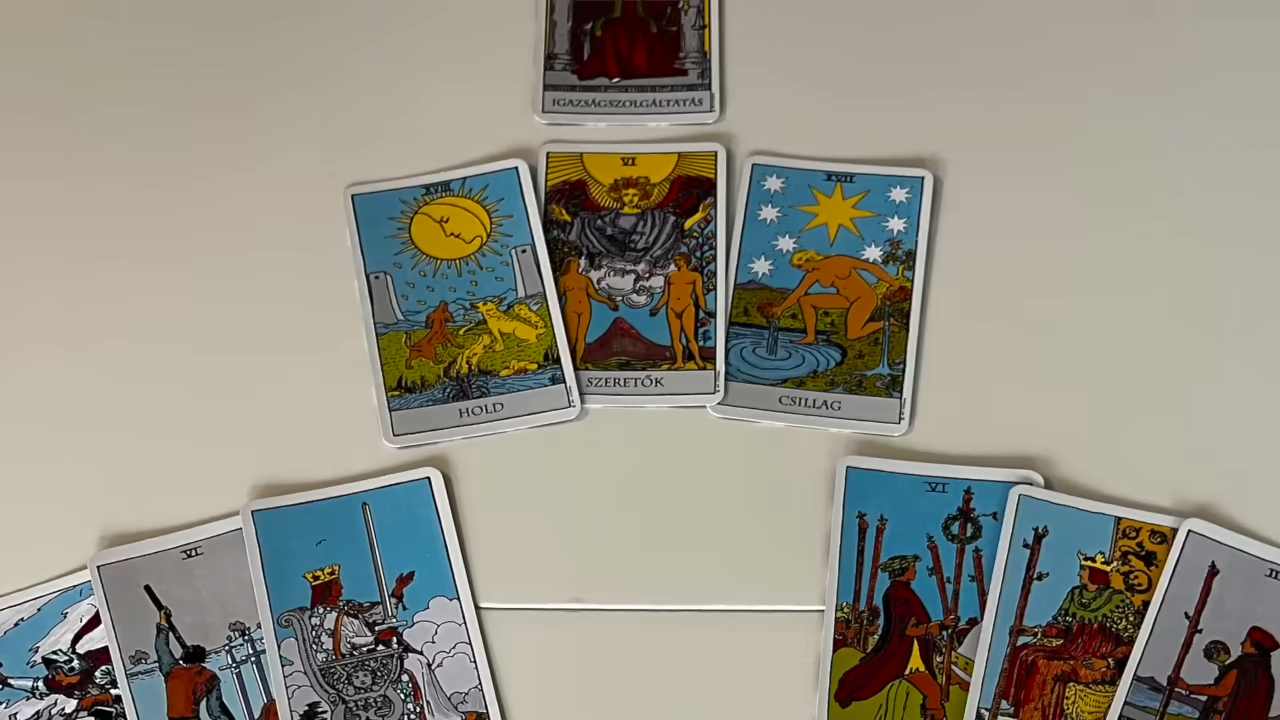 IGAZSÁGSZOLGÁLTATÁS
XVIII
VI
XVII
HOLD
SZERETŐK
CSILLAG
VI
VI